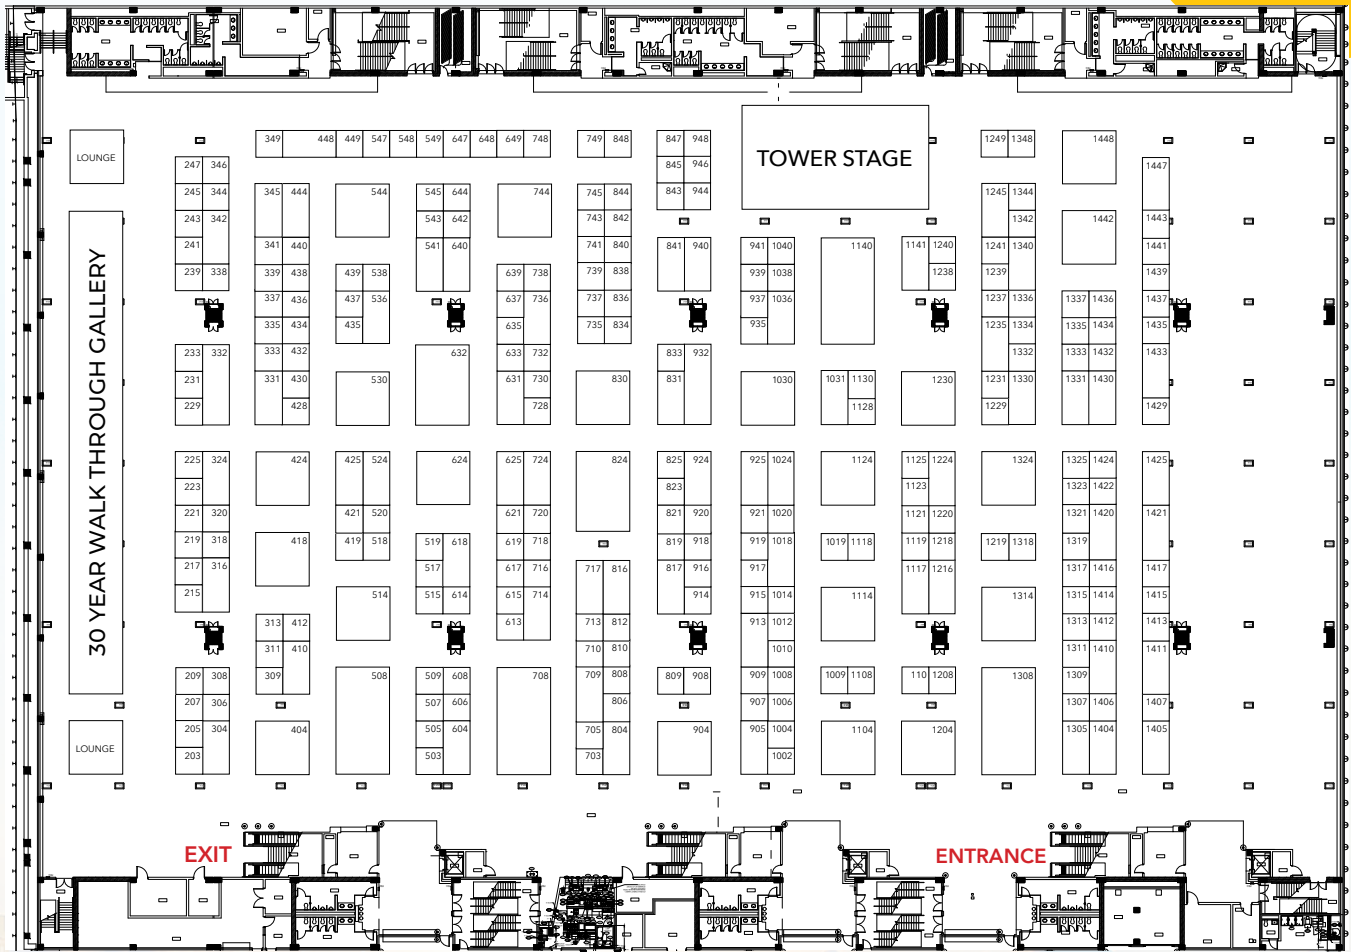 349 448 449 547 548 549 647 648 649 748 749 848 847 948 1249 1348 1448
LOUNGE
TOWER STAGE
247 346 845 946 1447
245 344 345 444 544 545 644 744 745 844 843 944 1245 1344
243 342 543 642 743 842 1342 1442 1443
241 341 440 541 640 741 840 841 940 941 1040 1140 1141 1240 1241 1340 1441
239 338 339 438 439 538 639 738 739 838 939 1038 1238 1239 1439
337 436 437 536 637 736 737 836 937 1036 1237 1336 1337 1436 1437
335 434 435 635 735 834 935 1235 1334 1335 1434 1435
233 332 333 432 632 633 732 833 932 1332 1333 1432 1433
231 331 430 530 631 730 830 831 1030 1031 1130 1230 1231 1330 1331 1430
229 428 728 1128 1229 1429
30 YEAR WALK THROUGH GALLERY
225 324 424 425 524 624 625 724 824 825 924 925 1024 1124 1125 1224 1324 1325 1424 1425
223 823 1123 1323 1422
221 320 421 520 621 720 821 920 921 1020 1121 1220 1321 1420 1421
219 318 418 419 518 519 618 619 718 819 918 919 1018 1019 1118 1119 1218 1219 1318 1319
217 316 517 617 716 717 816 817 916 917 1117 1216 1317 1416 1417
215 514 515 614 615 714 914 915 1014 1114 1314 1315 1414 1415
313 412 613 713 812 913 1012 1313 1412 1413
311 410 710 810 1010 1311 1410 1411
209 308 309 508 509 608 708 709 808 809 908 909 1008 1009 1108 110 1208 1308 1309
207 306 507 606 806 907 1006 1307 1406 1407
205 304 404 505 604 705 804 904 905 1004 1104 1204 1305 1404 1405
LOUNGE
203 503 703 1002
EXIT
ENTRANCE